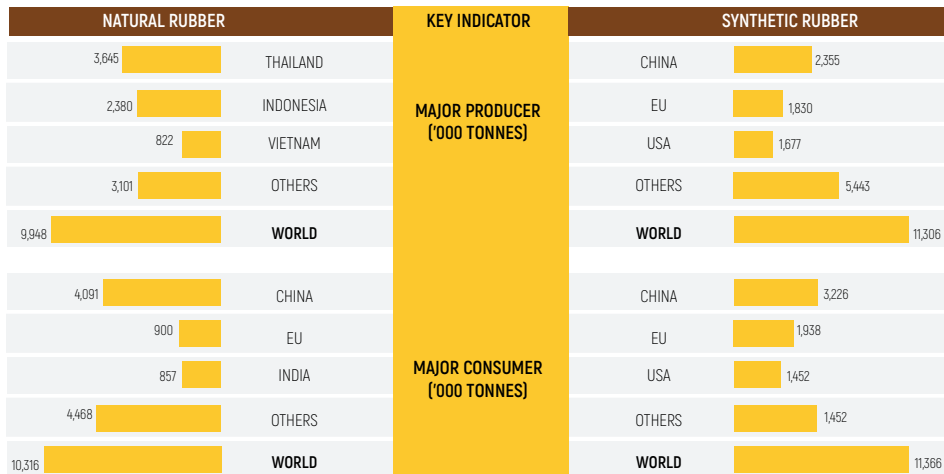 NATURAL RUBBER KEY INDICATOR SYNTHETIC RUBBER
3,645 THAILAND CHINA 2,355
2,380 INDONESIA EU 1,830
MAJOR PRODUCER
('000 TONNES)
822 VIETNAM USA 1,677
3,101 OTHERS OTHERS 5,443
9,948 WORLD WORLD 11,306
4,091 CHINA CHINA 3,226
900 EU EU 1,938
MAJOR CONSUMER
('000 TONNES)
857 INDIA USA 1,452
4,468 OTHERS OTHERS 1,452
10,316 WORLD WORLD 11,366